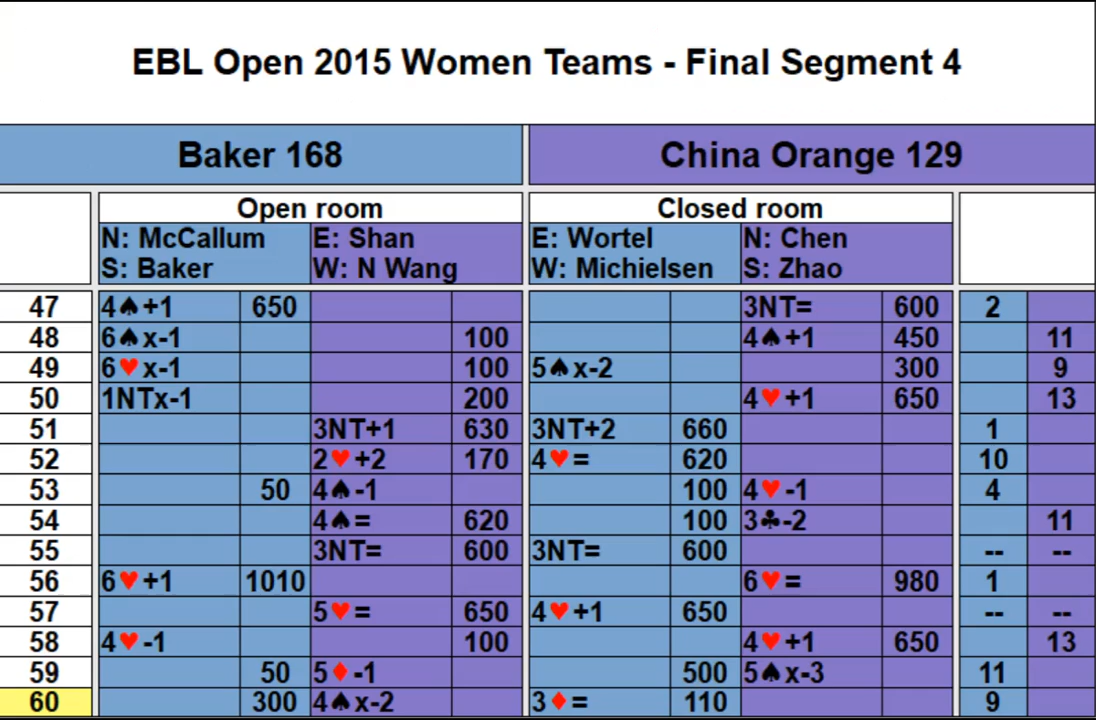 EBL Open 2015 Women Teams - Final Segment 4
Baker 168 China Orange 129
Open room Closed room
N: McCallum E: Shan E: Wortel N: Chen
S: Baker W: N Wang W: Michielsen S: Zhao
47 4♠+1 650 3NT= 600 2
48 6♠x-1 100 4♠+1 450 11
49 6♥x-1 100 5♠x-2 300 9
50 1NTx-1 200 4♥+1 650 13
51 3NT+1 630 3NT+2 660 1
52 2♥+2 170 4♥= 620 10
53 50 4♠-1 100 4♥-1 4
54 4♠= 620 100 3♣-2 11
55 3NT= 600 3NT= 600 -- --
56 6♥+1 1010 6♥= 980 1
57 5♥= 650 4♥+1 650 -- --
58 4♥-1 100 4♥+1 650 13
59 50 5♦-1 500 5♠x-3 11
60 300 4♠x-2 3♦= 110 9